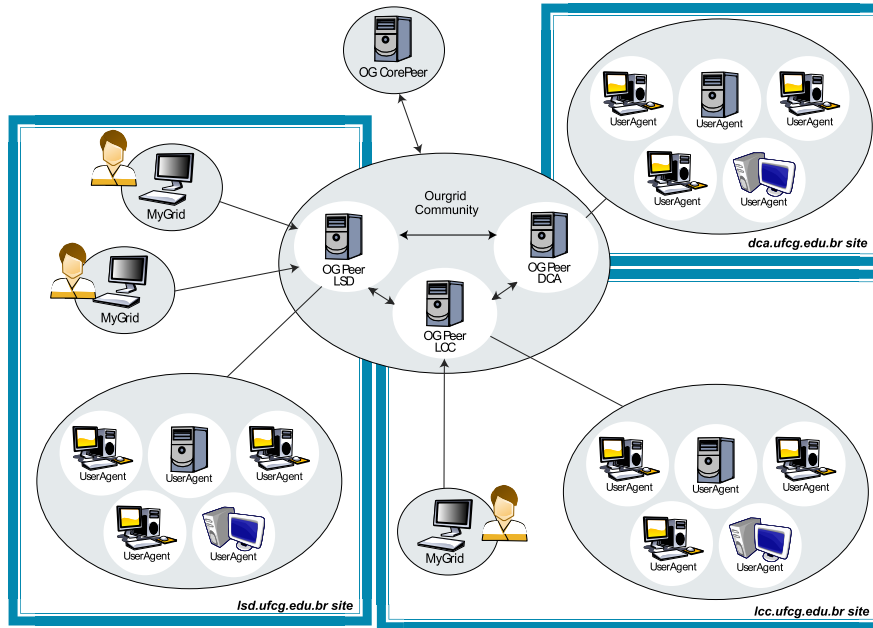 OG CorePeer
UserAgent
UserAgent
UserAgent
UserAgent
UserAgent
dca.ufcg.edu.br site
MyGrid
MyGrid
Ourgrid
Community
OG Peer
LSD
OG Peer
DCA
OG Peer
LCC
UserAgent
UserAgent
UserAgent
UserAgent
UserAgent
lsd.ufcg.edu.br site
MyGrid
UserAgent
UserAgent
UserAgent
UserAgent
UserAgent
lcc.ufcg.edu.br site